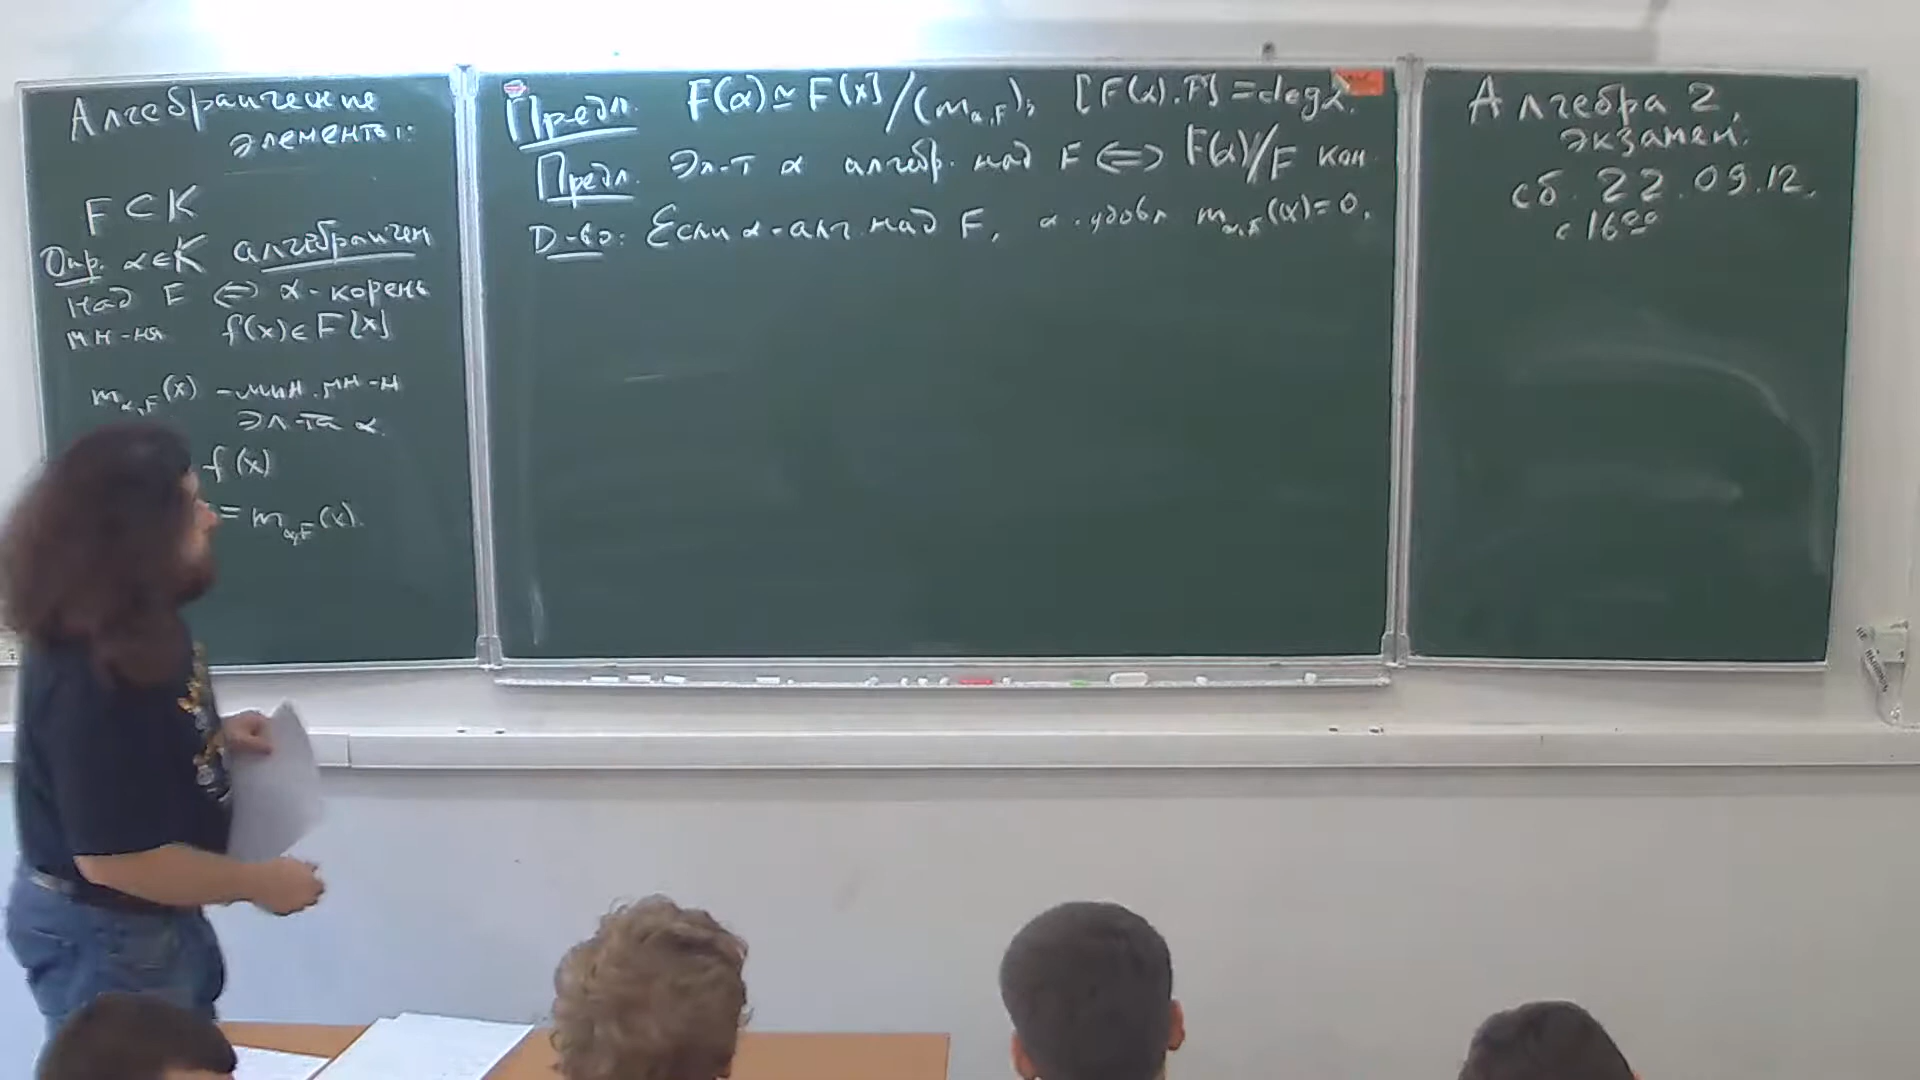 Алгебраические
элементы:
F ⊂ K
Опр. α ∈ K алгебраичен
над F ⟺ α - корень
мн-на f(x) ∈ F[x]
m_{α,F}(x) - мин. мн-н
эл-та α.
f(x)
= m_{α,F}(x).
Предл. F(α) ≃ F[x]/(m_{α,F}); [F(α):F] = deg α.
Предл. Эл-т α алгебр. над F ⟺ F(α)/F кон.
Д-во: Если α - алг. над F, α удовл m_{α,F}(α) = 0.
Алгебра 2,
экзамен.
сб. 22.09.12,
с 16⁰⁰